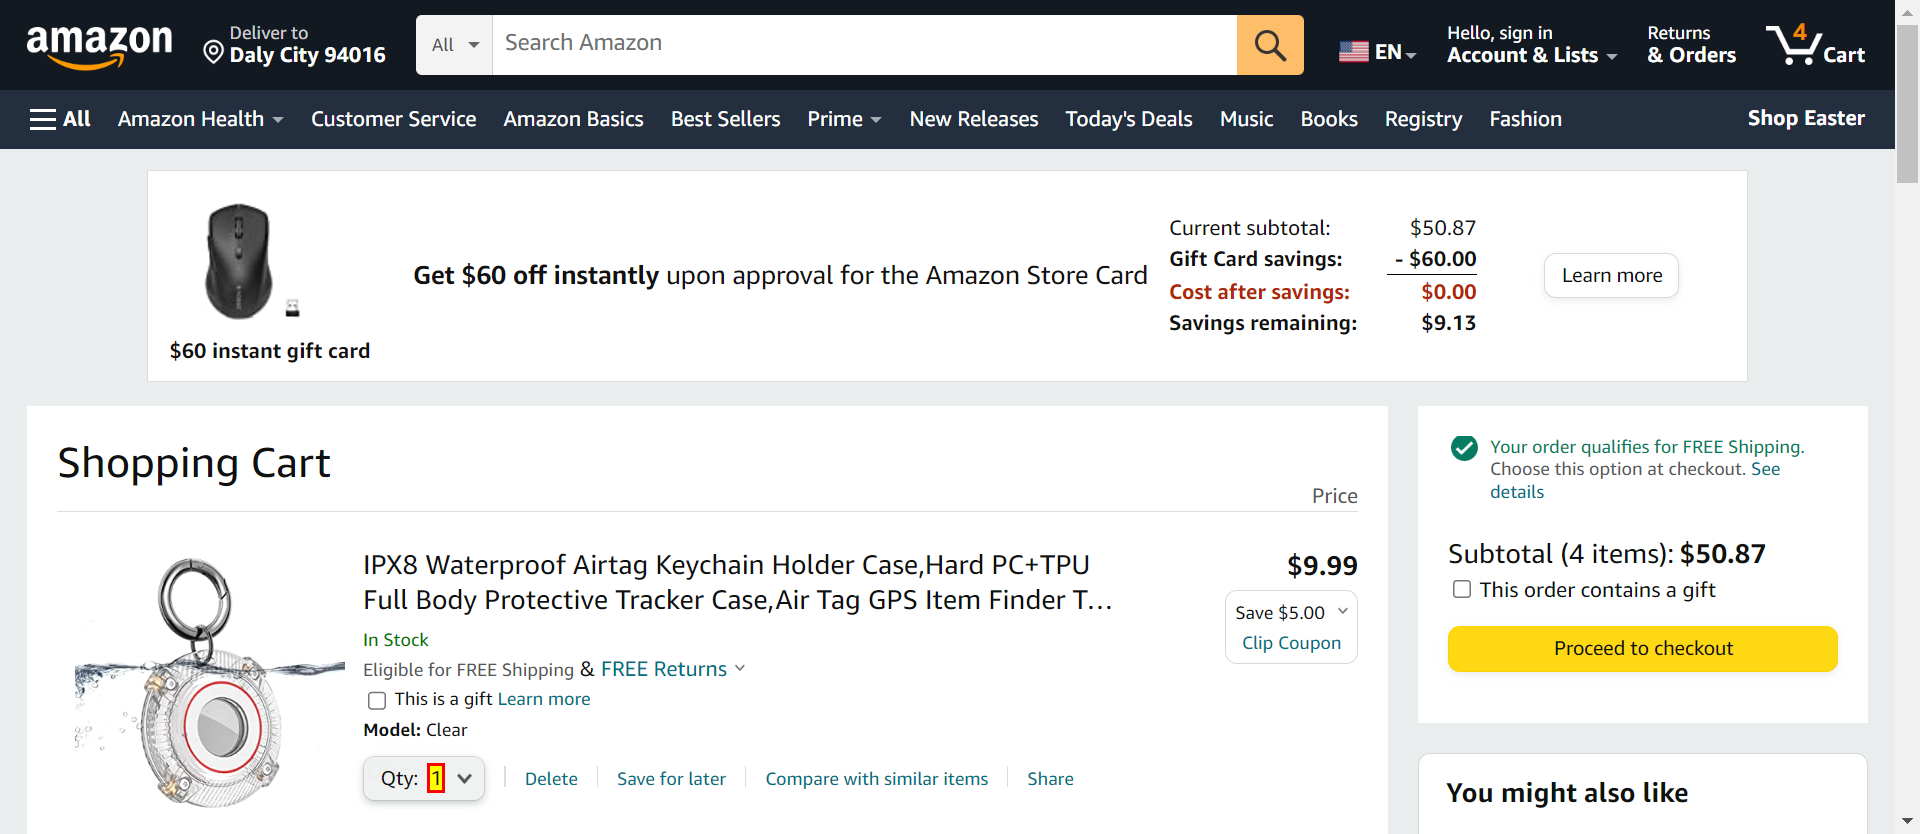 amazon
Deliver to
Daly City 94016
All
Search Amazon
EN
Hello, sign in
Account & Lists
Returns
& Orders
4
Cart
All
Amazon Health
Customer Service
Amazon Basics
Best Sellers
Prime
New Releases
Today's Deals
Music
Books
Registry
Fashion
Shop Easter
$60 instant gift card
Get $60 off instantly upon approval for the Amazon Store Card
Current subtotal: $50.87
Gift Card savings: - $60.00
Cost after savings: $0.00
Savings remaining: $9.13
Learn more
Shopping Cart
Price
IPX8 Waterproof Airtag Keychain Holder Case,Hard PC+TPU
Full Body Protective Tracker Case,Air Tag GPS Item Finder T...
In Stock
Eligible for FREE Shipping & FREE Returns
This is a gift Learn more
Model: Clear
Qty: 1
Delete
Save for later
Compare with similar items
Share
$9.99
Save $5.00
Clip Coupon
Your order qualifies for FREE Shipping.
Choose this option at checkout. See
details
Subtotal (4 items): $50.87
This order contains a gift
Proceed to checkout
You might also like